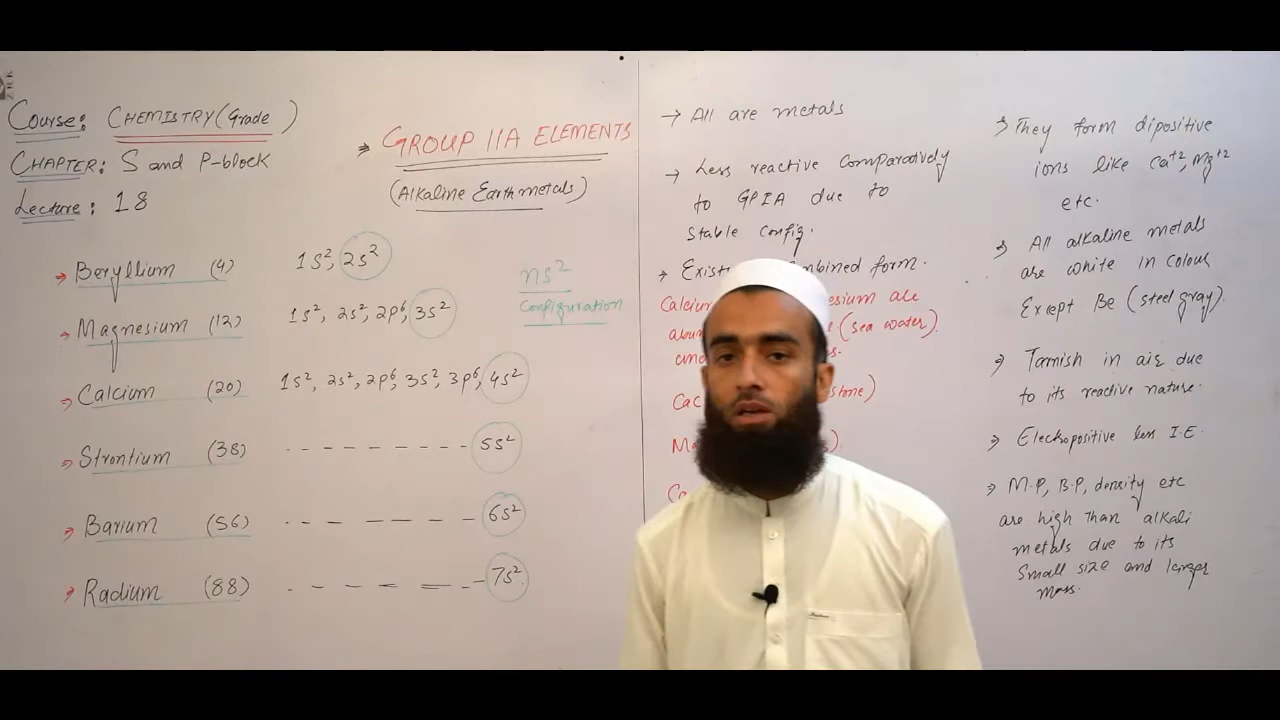 Course: CHEMISTRY (Grade )
CHAPTER: S and P-block
Lecture: 18
GROUP IIA ELEMENTS
(Alkaline Earth metals)
→ Beryllium (4) 1s², 2s²
→ Magnesium (12) 1s², 2s², 2p⁶, 3s²
→ Calcium (20) 1s², 2s², 2p⁶, 3s², 3p⁶, 4s²
→ Strontium (38) - - - - - - - - 5s²
→ Barium (56) - - - - - - - - 6s²
→ Radium (88) - - - - - - - 7s²
ns²
Configuration
→ All are metals
→ Less reactive comparatively
to GPIA due to
Stable config.
→ form.
are
(sea water).
→ They form dipositive
ions like Ca⁺², Mg⁺²
etc.
→ All alkaline metals
are white in colour
Except Be (steel gray).
→ Tarnish in air due
to its reactive nature.
→ Electropositive less I.E.
→ M.P, B.P, density etc
are high than alkali
metals due to its
Small size and larger
mass.